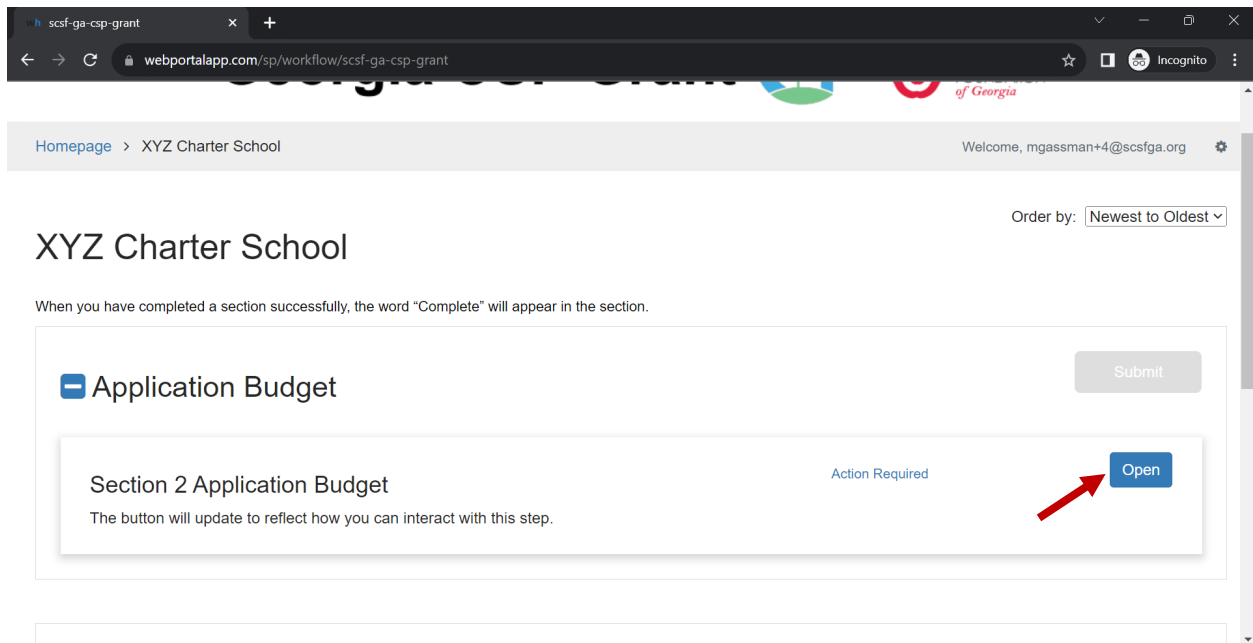 scsf-ga-csp-grant
webportalapp.com/sp/workflow/scsf-ga-csp-grant
Incognito
Georgia CSP Grant
of Georgia
Homepage > XYZ Charter School
Welcome, mgassman+4@scsfga.org
Order by: Newest to Oldest
XYZ Charter School
When you have completed a section successfully, the word “Complete” will appear in the section.
Application Budget
Submit
Section 2 Application Budget
Action Required
Open
The button will update to reflect how you can interact with this step.